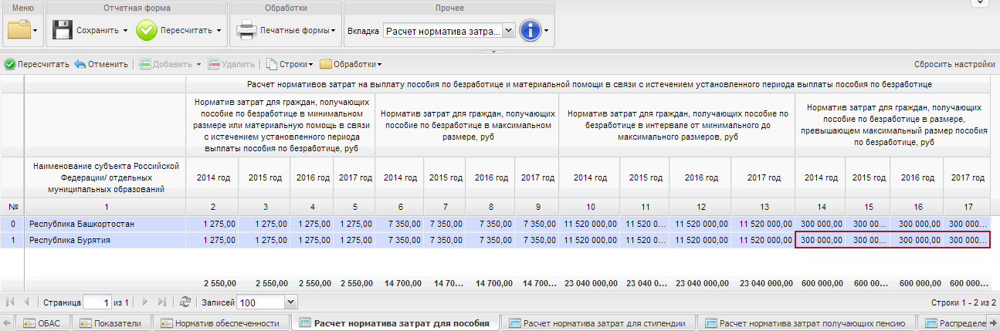 Меню
Отчетная форма
Обработки
Прочее
Сохранить
Пересчитать
Печатные формы
Вкладка
Расчет норматива затра...
Пересчитать Отменить Добавить Удалить Строки Обработки Сбросить настройки
Расчет нормативов затрат на выплату пособия по безработице и материальной помощи в связи с истечением установленного периода выплаты пособия по безработице
Норматив затрат для граждан, получающих
пособие по безработице в минимальном
размере или материальную помощь в связи
с истечением установленного периода
выплаты пособия по безработице, руб
Норматив затрат для граждан, получающих
пособие по безработице в максимальном
размере, руб
Норматив затрат для граждан, получающих пособие по
безработице в интервале от минимального до
максимального размеров, руб
Норматив затрат для граждан, получающих
пособие по безработице в размере,
превышающем максимальный размер пособия
по безработице, руб
Наименование субъекта Российской
Федерации/ отдельных
муниципальных образований
2014 год 2015 год 2016 год 2017 год 2014 год 2015 год 2016 год 2017 год 2014 год 2015 год 2016 год 2017 год 2014 год 2015 год 2016 год 2017 год
№ 1 2 3 4 5 6 7 8 9 10 11 12 13 14 15 16 17
0 Республика Башкортостан 1 275,00 1 275,00 1 275,00 1 275,00 7 350,00 7 350,00 7 350,00 7 350,00 11 520 000,00 11 520 0... 11 520 000,00 11 520 000,00 300 000,00 300 00... 300 000,00 300 000...
1 Республика Бурятия 1 275,00 1 275,00 1 275,00 1 275,00 7 350,00 7 350,00 7 350,00 7 350,00 11 520 000,00 11 520 0... 11 520 000,00 11 520 000,00 300 000,00 300 00... 300 000,00 300 000...
2 550,00 2 550,00 2 550,00 2 550,00 14 700,00 14 70... 14 700,00 14 700,00 23 040 000,00 23 040 0... 23 040 000,00 23 040 000,00 600 000,00 600 00... 600 000,00 600 000...
Страница 1 из 1 Записей 100 Строки 1 - 2 из 2
ОБАС Показатели Норматив обеспеченности Расчет норматива затрат для пособия Расчет норматива затрат для стипендии Расчет норматива затрат получающих пенсию Распределе